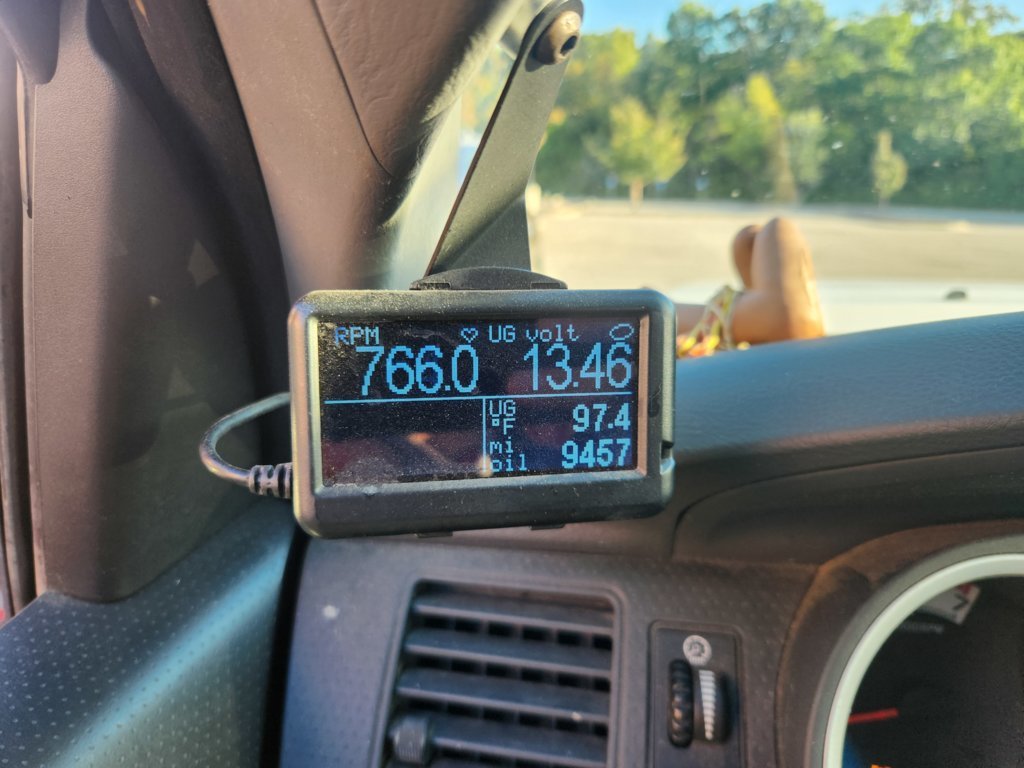 RPM UG volt
766.0 13.46
UG °F 97.4
mi oil 9457